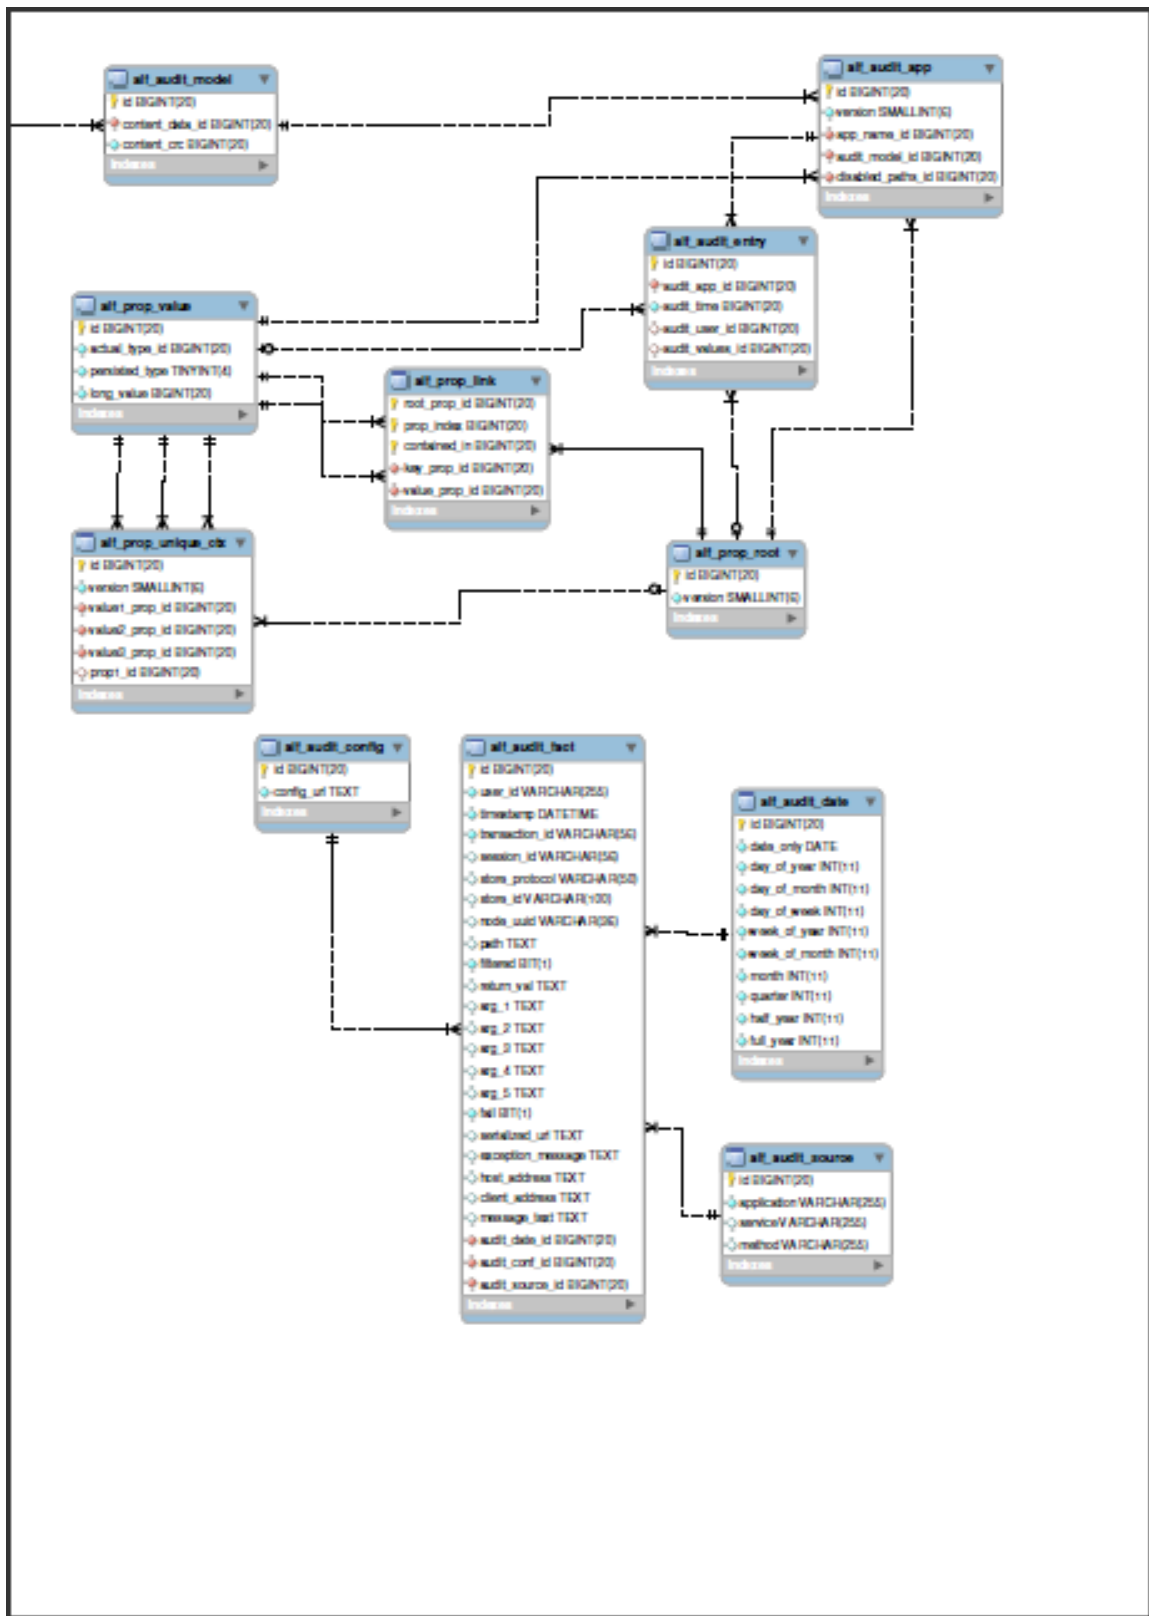 alf_audit_model
id BIGINT(20)
content_data_id BIGINT(20)
content_crc BIGINT(20)
Indexes
alf_audit_app
id BIGINT(20)
version SMALLINT(6)
app_name_id BIGINT(20)
audit_model_id BIGINT(20)
disabled_paths_id BIGINT(20)
Indexes
alf_audit_entry
id BIGINT(20)
audit_app_id BIGINT(20)
audit_time BIGINT(20)
audit_user_id BIGINT(20)
audit_values_id BIGINT(20)
Indexes
alf_prop_value
id BIGINT(20)
actual_type_id BIGINT(20)
persisted_type TINYINT(4)
long_value BIGINT(20)
Indexes
alf_prop_link
root_prop_id BIGINT(20)
prop_index BIGINT(20)
contained_in BIGINT(20)
key_prop_id BIGINT(20)
value_prop_id BIGINT(20)
Indexes
alf_prop_unique_ctx
id BIGINT(20)
version SMALLINT(6)
value1_prop_id BIGINT(20)
value2_prop_id BIGINT(20)
value3_prop_id BIGINT(20)
prop1_id BIGINT(20)
Indexes
alf_prop_root
id BIGINT(20)
version SMALLINT(6)
Indexes
alf_audit_config
id BIGINT(20)
config_url TEXT
Indexes
alf_audit_fact
id BIGINT(20)
user_id VARCHAR(255)
timestamp DATETIME
transaction_id VARCHAR(56)
session_id VARCHAR(56)
store_protocol VARCHAR(50)
store_id VARCHAR(100)
node_uuid VARCHAR(36)
path TEXT
filtered BIT(1)
return_val TEXT
arg_1 TEXT
arg_2 TEXT
arg_3 TEXT
arg_4 TEXT
arg_5 TEXT
fail BIT(1)
serialized_url TEXT
exception_message TEXT
host_address TEXT
client_address TEXT
message_text TEXT
audit_date_id BIGINT(20)
audit_conf_id BIGINT(20)
audit_source_id BIGINT(20)
Indexes
alf_audit_date
id BIGINT(20)
date_only DATE
day_of_year INT(11)
day_of_month INT(11)
day_of_week INT(11)
week_of_year INT(11)
week_of_month INT(11)
month INT(11)
quarter INT(11)
half_year INT(11)
full_year INT(11)
Indexes
alf_audit_source
id BIGINT(20)
application VARCHAR(255)
service VARCHAR(255)
method VARCHAR(255)
Indexes